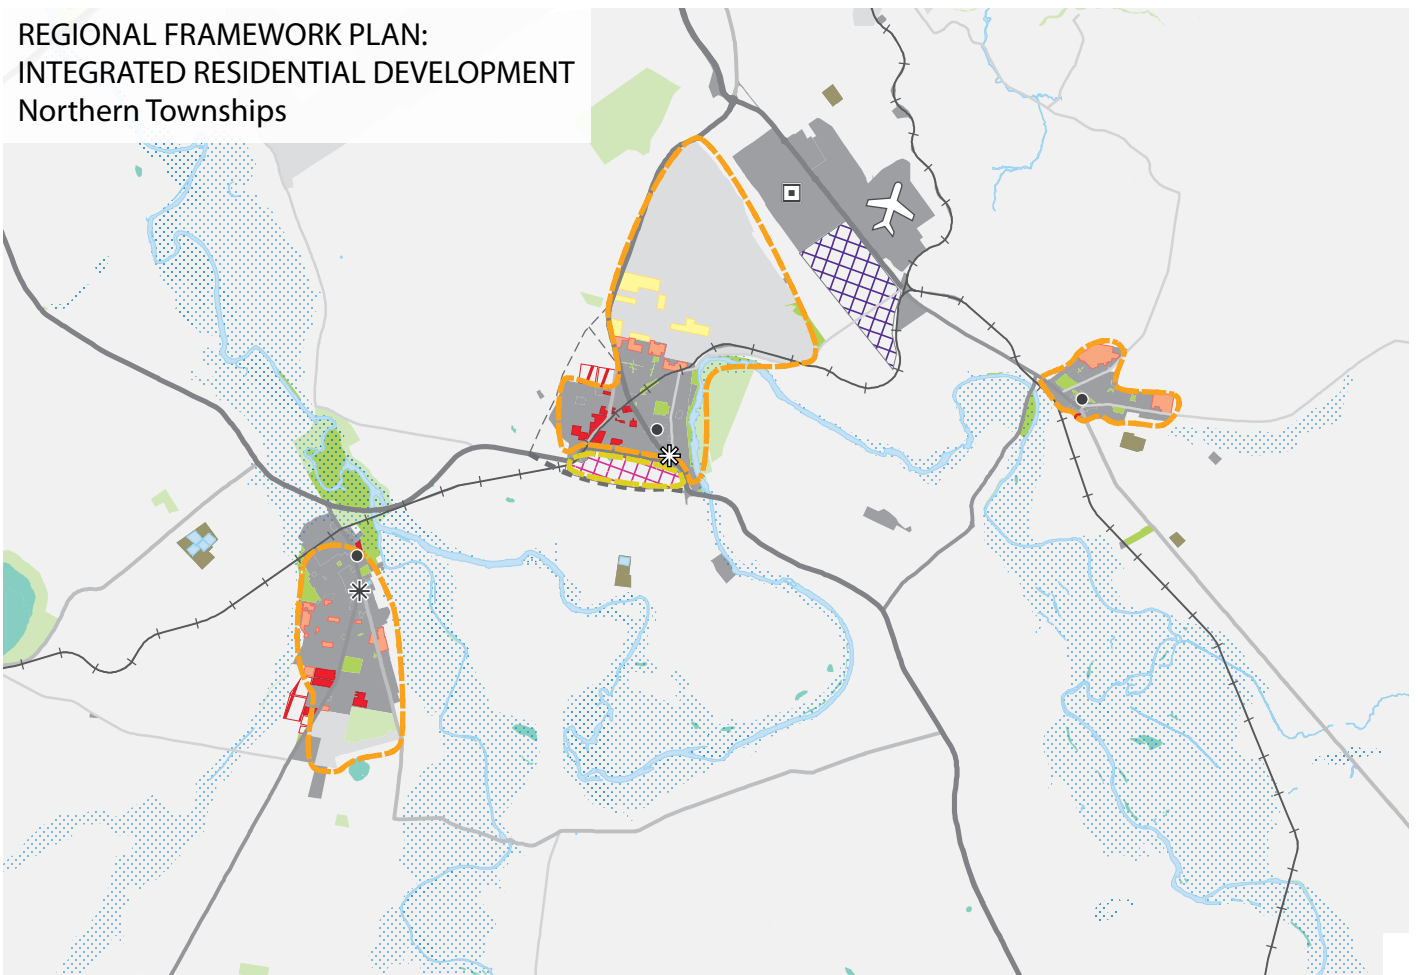 REGIONAL FRAMEWORK PLAN:
INTEGRATED RESIDENTIAL DEVELOPMENT
Northern Townships